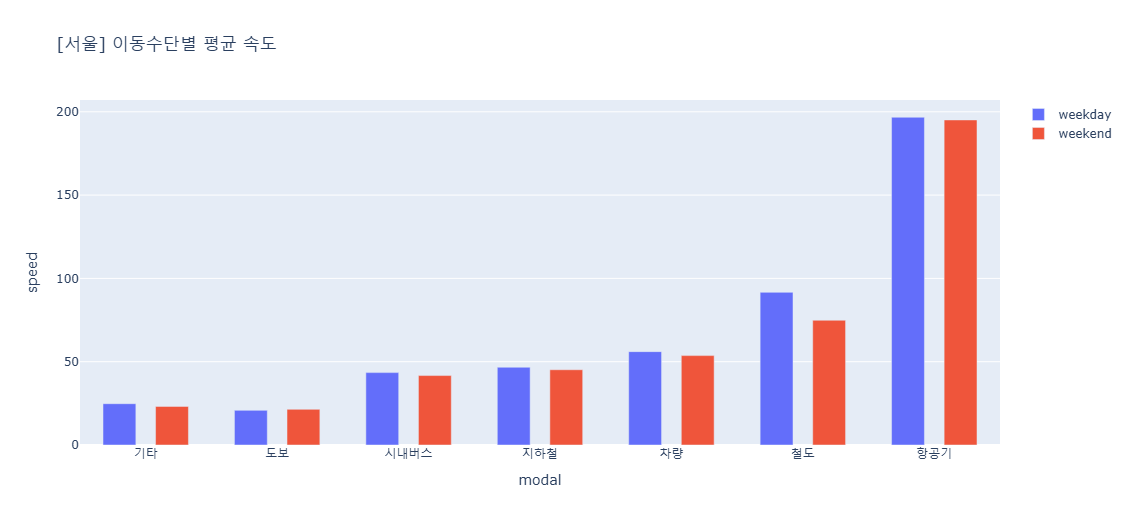 [서울] 이동수단별 평균 속도
weekday
weekend
200
150
100
50
0
speed
기타 도보 시내버스 지하철 차량 철도 항공기
modal